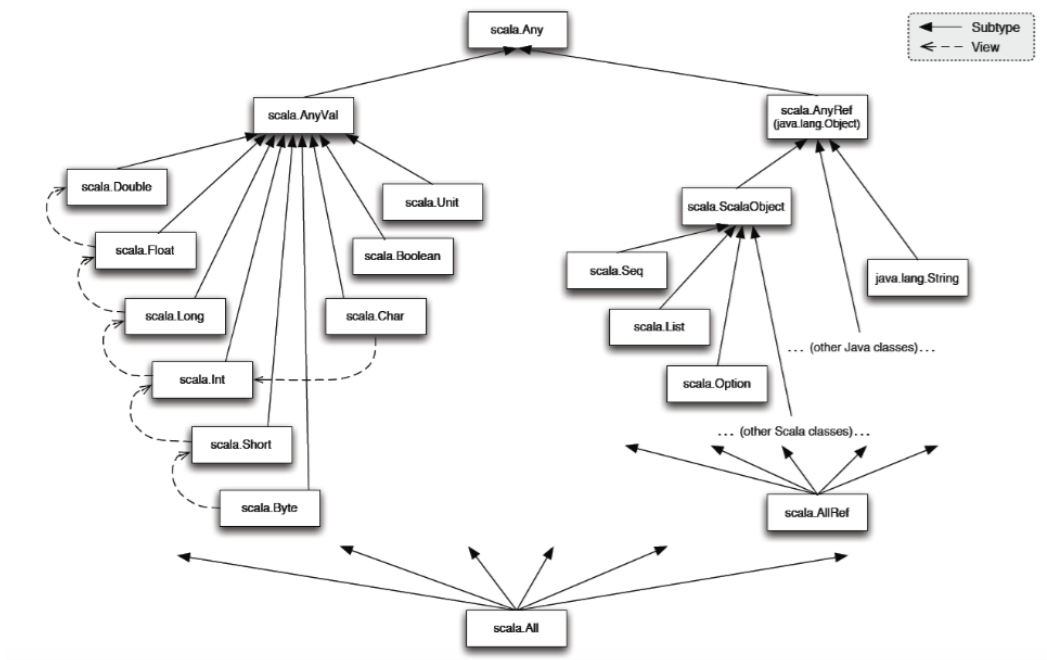 scala.Any
Subtype
View
scala.AnyVal
scala.AnyRef
(java.lang.Object)
scala.Double
scala.Unit
scala.ScalaObject
scala.Float
scala.Boolean
scala.Seq
java.lang.String
scala.Long
scala.Char
scala.List
... (other Java classes)...
scala.Int
scala.Option
scala.Short
... (other Scala classes)...
scala.Byte
scala.AllRef
scala.All